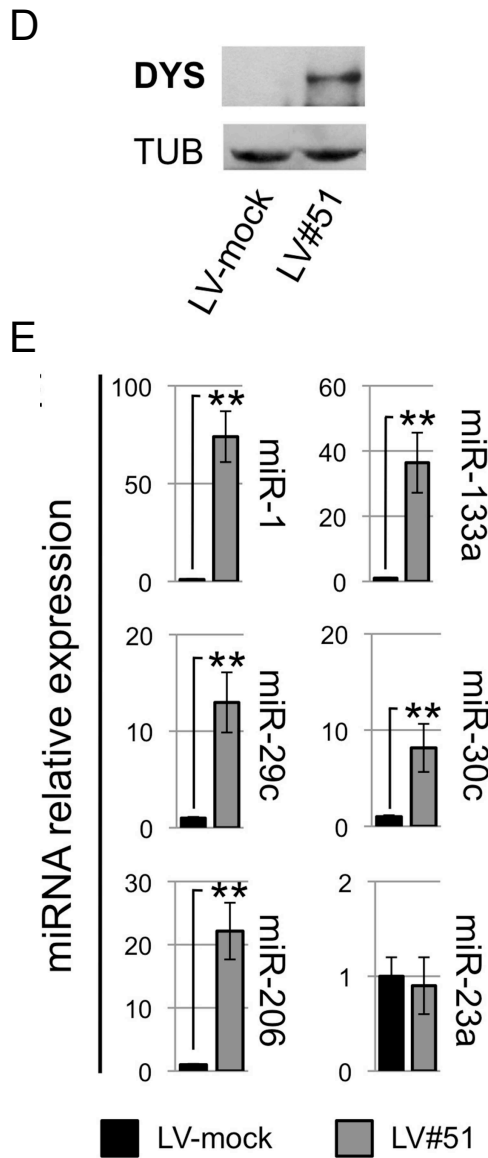 D
DYS
TUB
LV-mock
LV#51
E
miRNA relative expression
100
50
0
**
miR-1
60
40
20
0
**
miR-133a
20
10
0
**
miR-29c
20
10
0
**
miR-30c
30
20
10
0
**
miR-206
2
1
0
miR-23a
LV-mock
LV#51